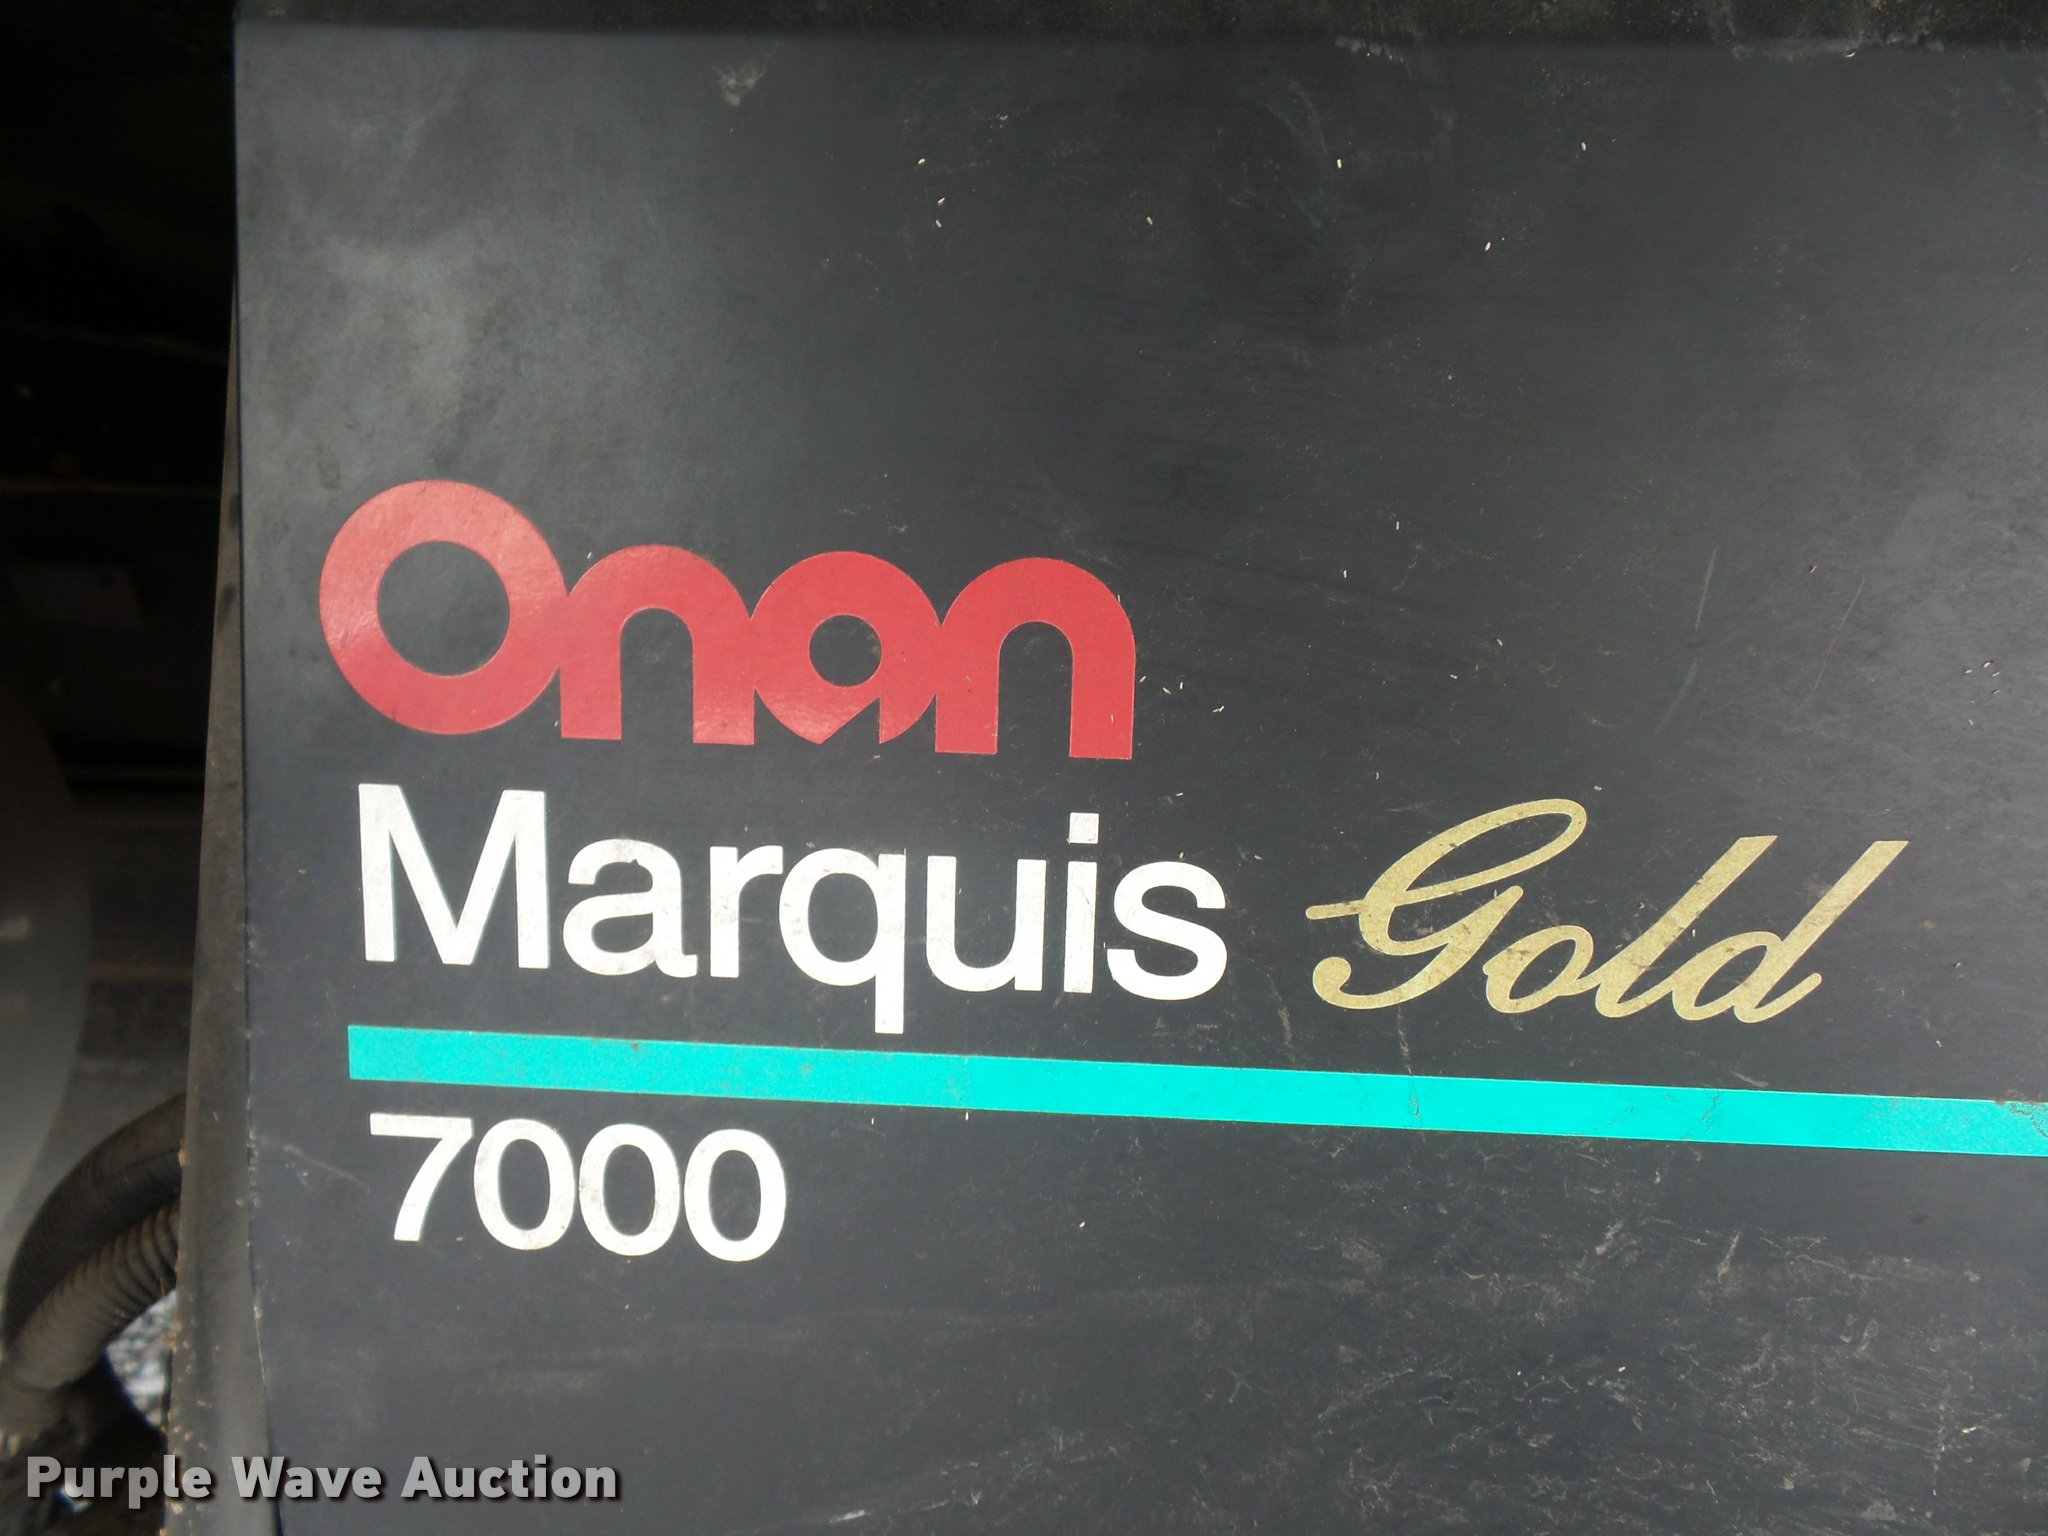 Onan
Marquis Gold
7000
Purple Wave Auction